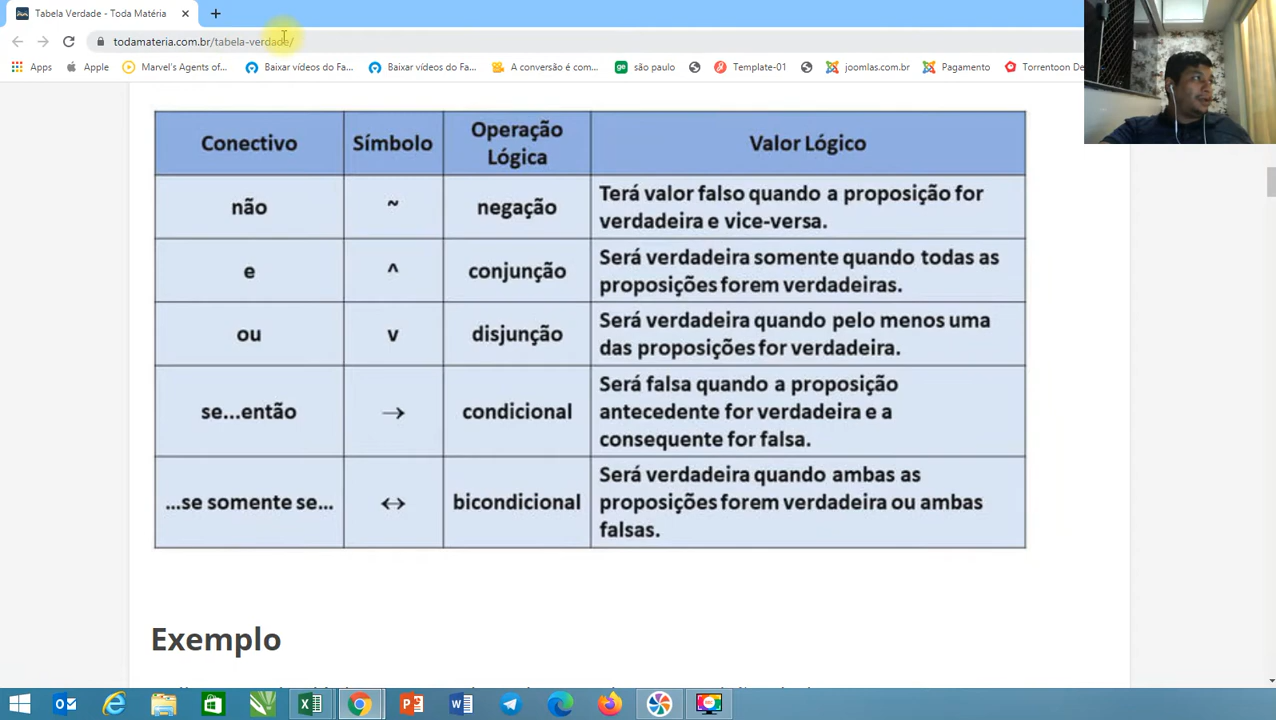 Tabela Verdade - Toda Matéria
todamateria.com.br/tabela-verdade/
Apps
Apple
Marvel's Agents of...
Baixar vídeos do Fa...
Baixar vídeos do Fa...
A conversão é com...
são paulo
Template-01
joomlas.com.br
Pagamento
Torrentoon De
Conectivo
Símbolo
Operação
Lógica
Valor Lógico
não
~
negação
Terá valor falso quando a proposição for
verdadeira e vice-versa.
e
^
conjunção
Será verdadeira somente quando todas as
proposições forem verdadeiras.
ou
v
disjunção
Será verdadeira quando pelo menos uma
das proposições for verdadeira.
se...então
→
condicional
Será falsa quando a proposição
antecedente for verdadeira e a
consequente for falsa.
...se somente se...
↔
bicondicional
Será verdadeira quando ambas as
proposições forem verdadeira ou ambas
falsas.
Exemplo